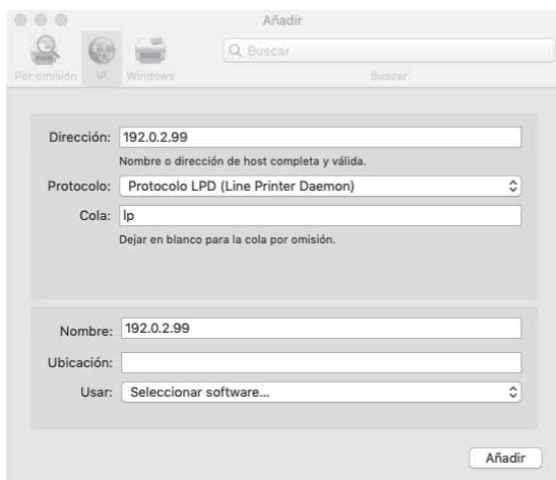 Añadir
Por omisión IP Windows
Buscar
Buscar
Dirección: 192.0.2.99
Nombre o dirección de host completa y válida.
Protocolo: Protocolo LPD (Line Printer Daemon)
Cola: lp
Dejar en blanco para la cola por omisión.
Nombre: 192.0.2.99
Ubicación:
Usar: Seleccionar software...
Añadir